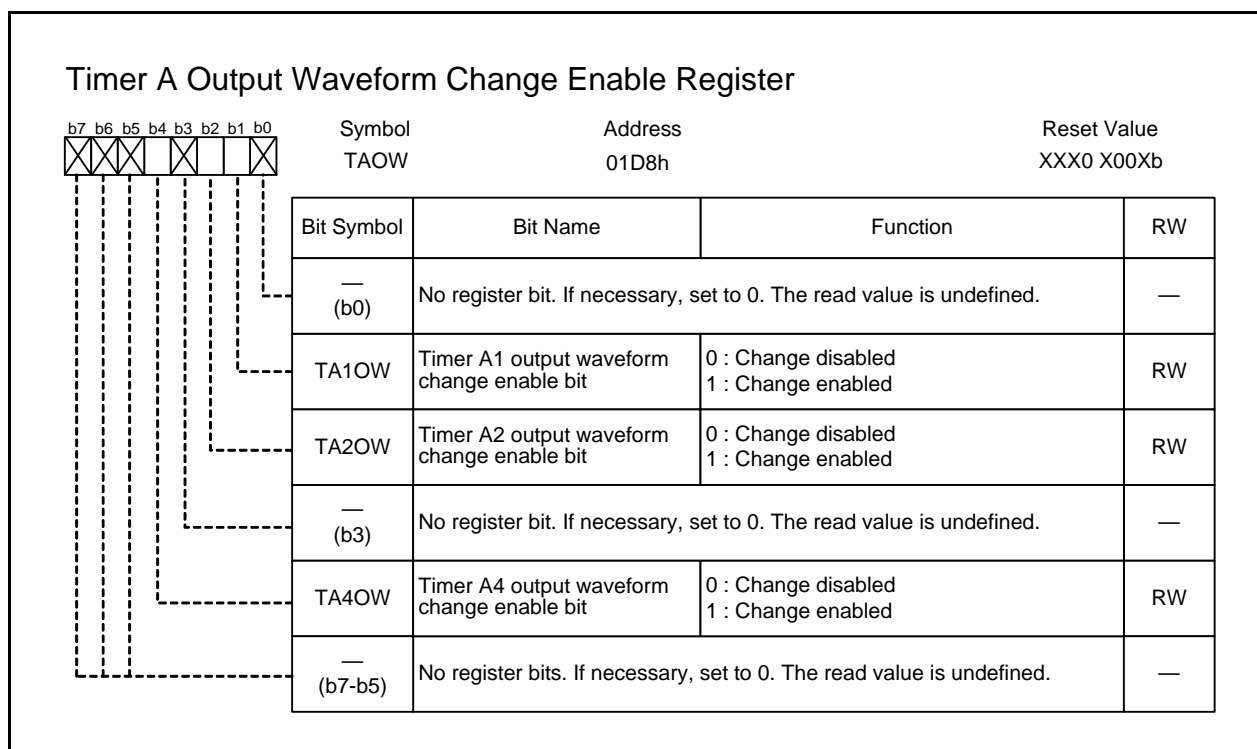 Timer A Output Waveform Change Enable Register
b7 b6 b5 b4 b3 b2 b1 b0
Symbol Address Reset Value
TAOW 01D8h XXX0 X00Xb
Bit Symbol Bit Name Function RW
—
(b0)
No register bit. If necessary, set to 0. The read value is undefined. —
TA1OW
Timer A1 output waveform
change enable bit
0 : Change disabled
1 : Change enabled
RW
TA2OW
Timer A2 output waveform
change enable bit
0 : Change disabled
1 : Change enabled
RW
—
(b3)
No register bit. If necessary, set to 0. The read value is undefined. —
TA4OW
Timer A4 output waveform
change enable bit
0 : Change disabled
1 : Change enabled
RW
—
(b7-b5)
No register bits. If necessary, set to 0. The read value is undefined. —